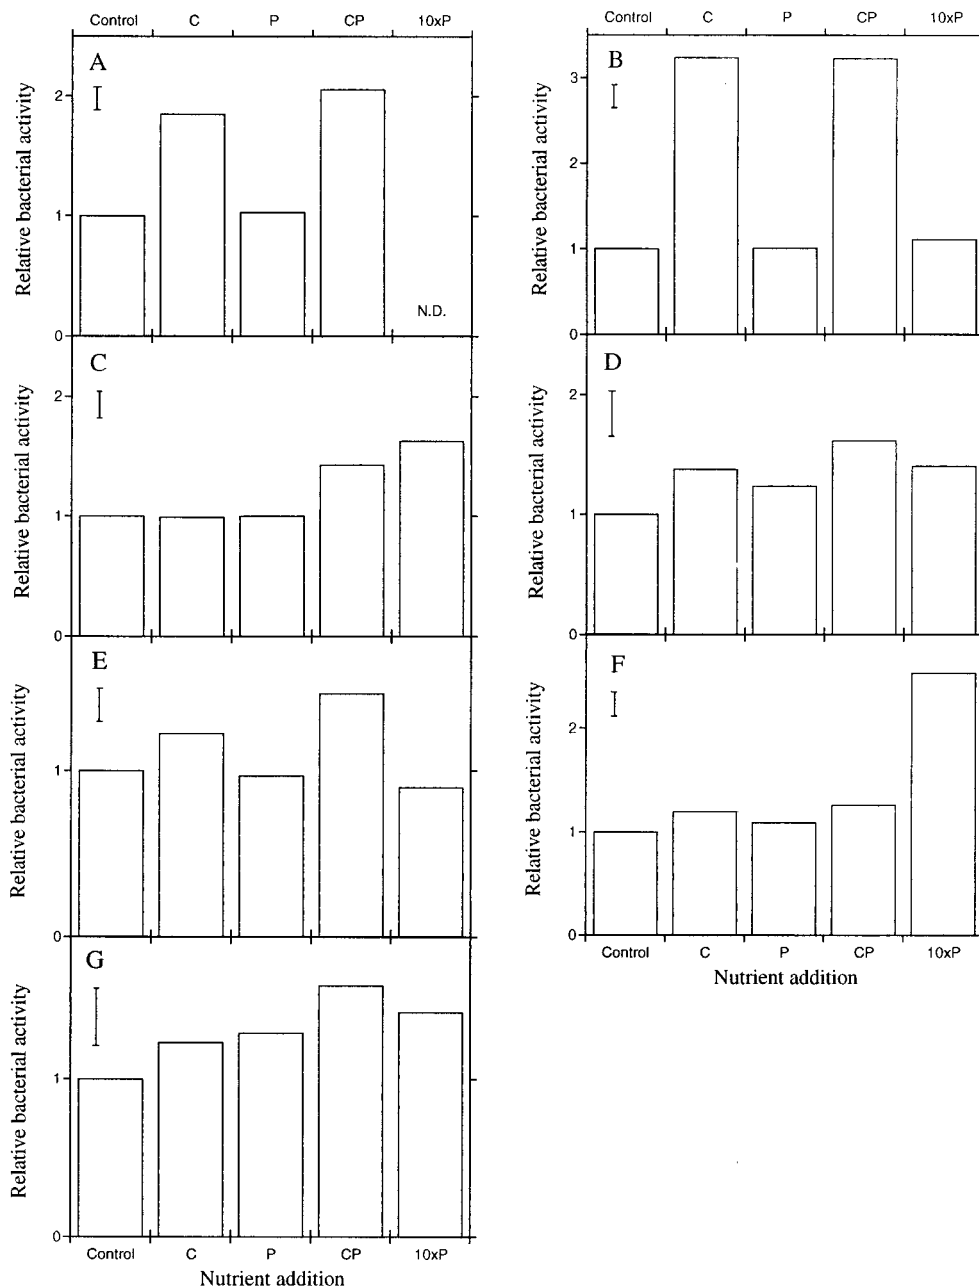 Control C P CP 10xP
A
Relative bacterial activity
2
1
0
N.D.
Control C P CP 10xP
B
Relative bacterial activity
3
2
1
0
C
Relative bacterial activity
2
1
0
D
Relative bacterial activity
2
1
0
E
Relative bacterial activity
1
0
F
Relative bacterial activity
2
1
0
Control C P CP 10xP
Nutrient addition
G
Relative bacterial activity
1
0
Control C P CP 10xP
Nutrient addition